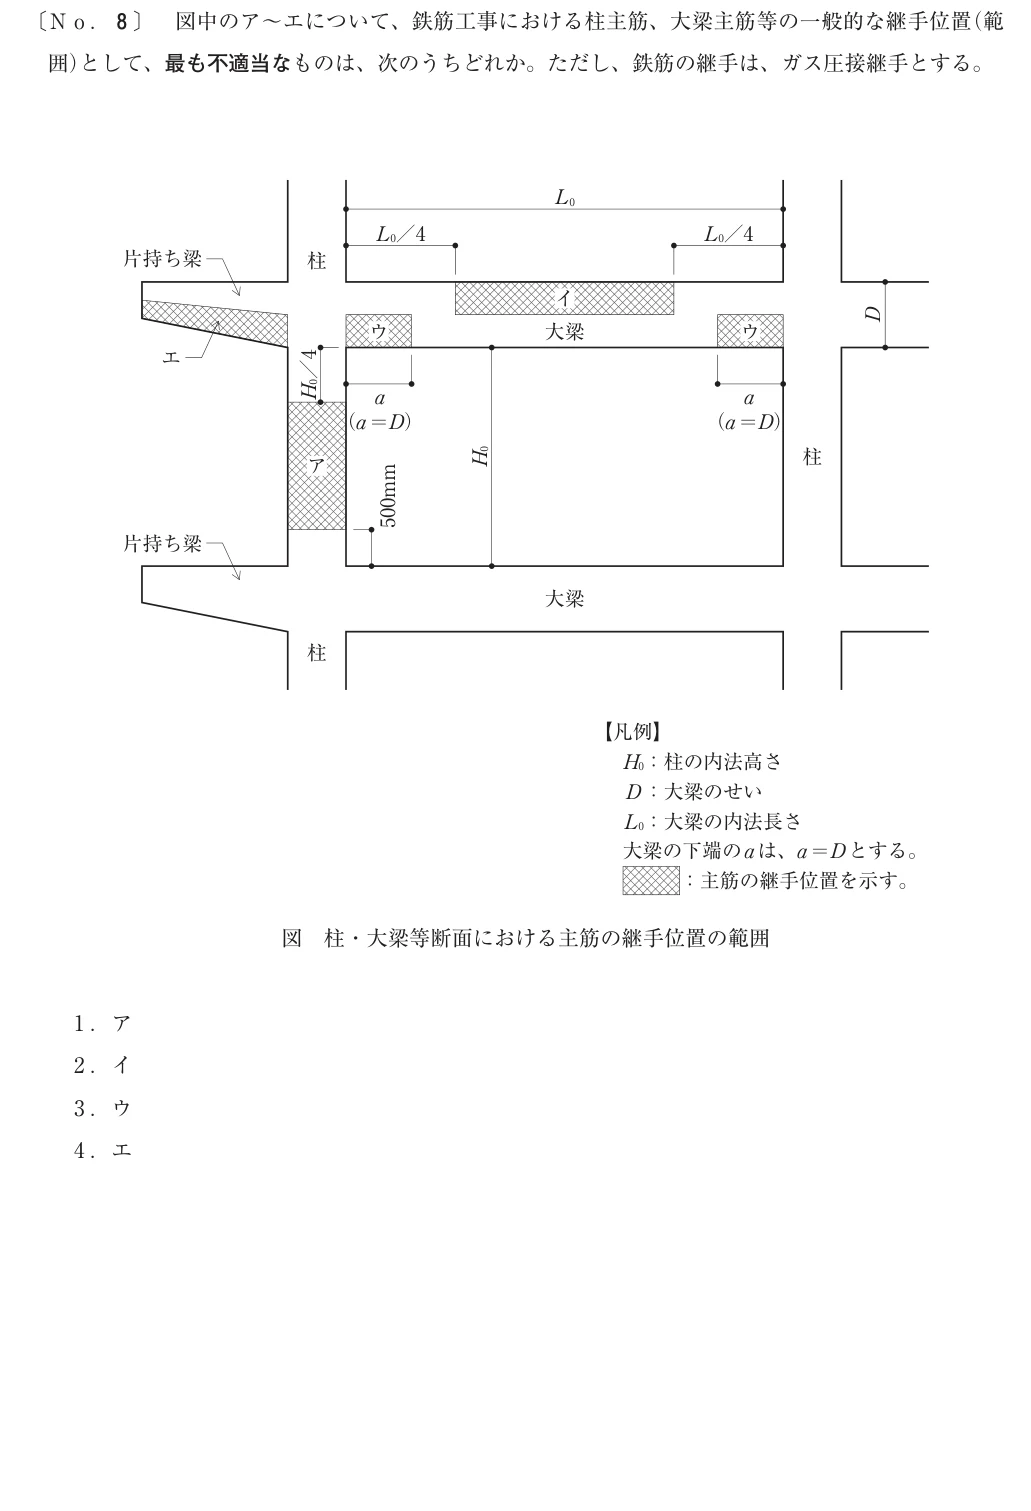 〔Ｎｏ． 8〕　図中のア～エについて、鉄筋工事における柱主筋、大梁主筋等の一般的な継手位置（範
囲）として、最も不適当なものは、次のうちどれか。ただし、鉄筋の継手は、ガス圧接継手とする。
L₀
L₀／4
L₀／4
片持ち梁
柱
イ
D
ウ
大梁
ウ
エ
H₀／4
a
（a＝D）
a
（a＝D）
H₀
柱
ア
500mm
片持ち梁
大梁
柱
【凡例】
H₀：柱の内法高さ
D：大梁のせい
L₀：大梁の内法長さ
大梁の下端のaは、a＝Dとする。
：主筋の継手位置を示す。
図　柱・大梁等断面における主筋の継手位置の範囲
1．ア
2．イ
3．ウ
4．エ